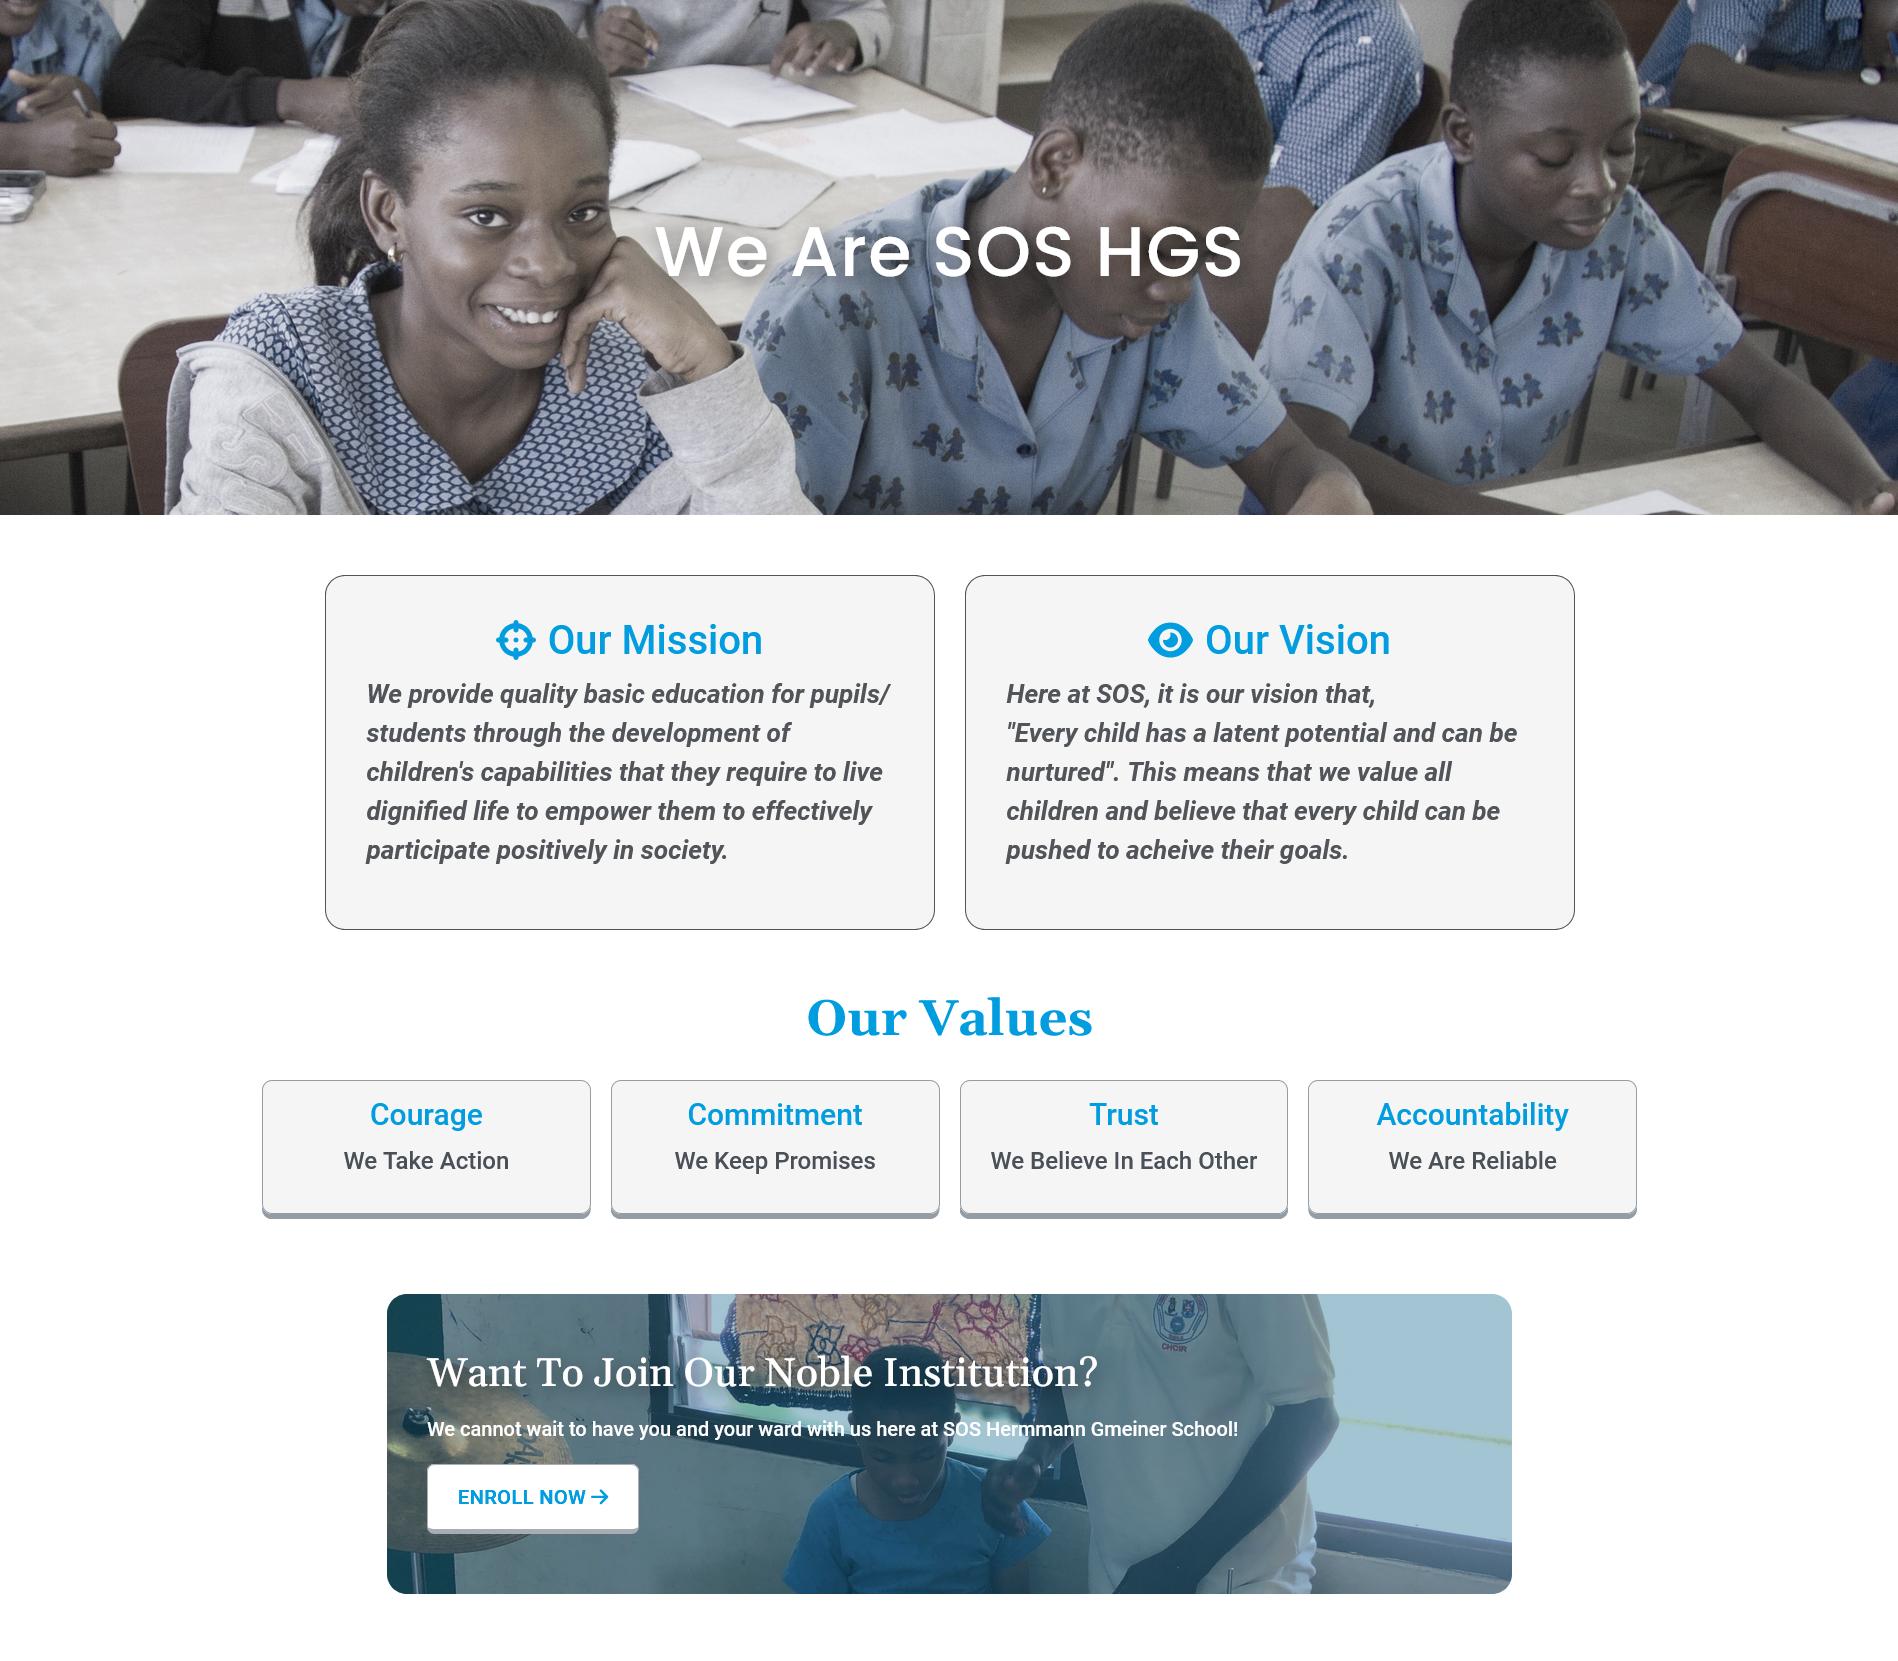 We Are SOS HGS
Our Mission
We provide quality basic education for pupils/
students through the development of
children's capabilities that they require to live
dignified life to empower them to effectively
participate positively in society.
Our Vision
Here at SOS, it is our vision that,
"Every child has a latent potential and can be
nurtured". This means that we value all
children and believe that every child can be
pushed to acheive their goals.
Our Values
Courage
We Take Action
Commitment
We Keep Promises
Trust
We Believe In Each Other
Accountability
We Are Reliable
CHOIR
Want To Join Our Noble Institution?
We cannot wait to have you and your ward with us here at SOS Hermmann Gmeiner School!
ENROLL NOW →